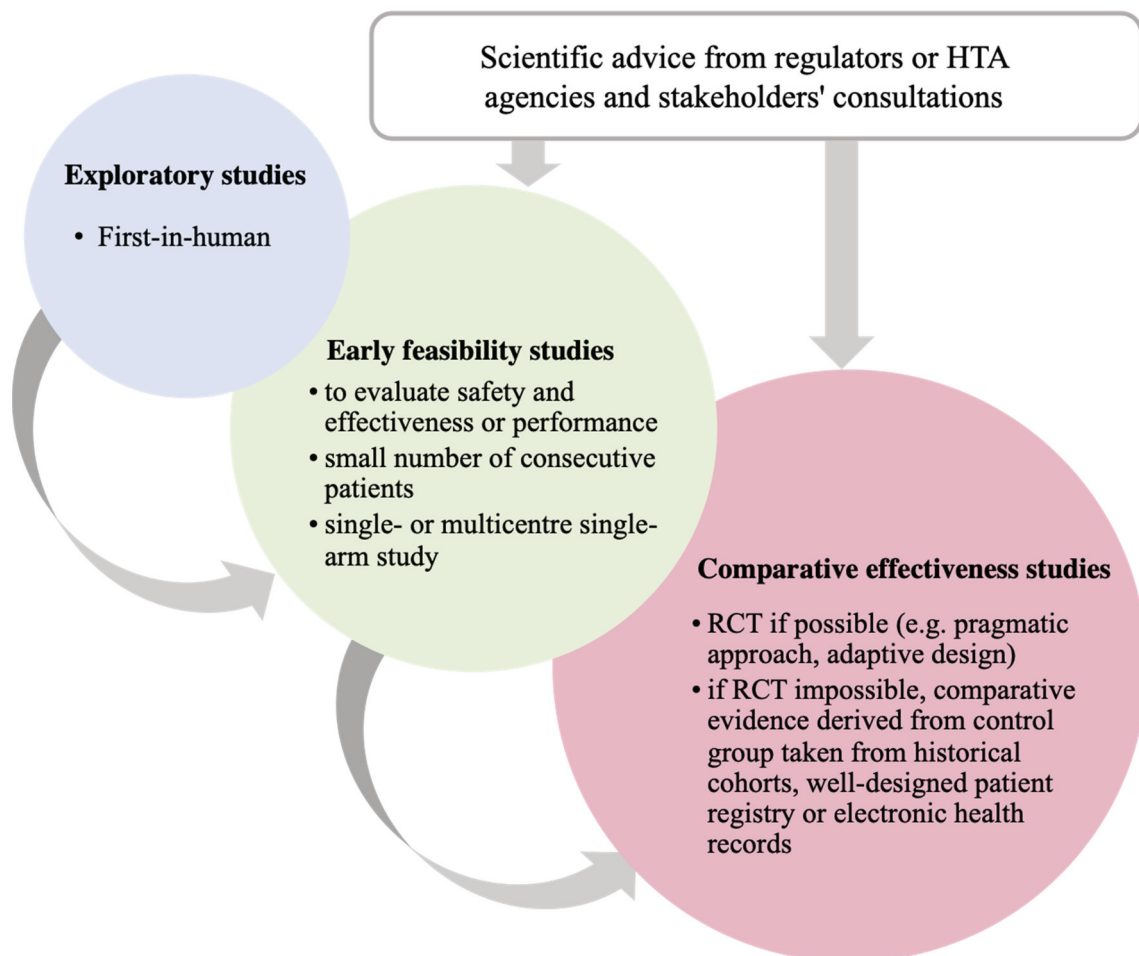 Scientific advice from regulators or HTA
agencies and stakeholders' consultations
Exploratory studies
• First-in-human
Early feasibility studies
• to evaluate safety and
effectiveness or performance
• small number of consecutive
patients
• single- or multicentre single-
arm study
Comparative effectiveness studies
• RCT if possible (e.g. pragmatic
approach, adaptive design)
• if RCT impossible, comparative
evidence derived from control
group taken from historical
cohorts, well-designed patient
registry or electronic health
records